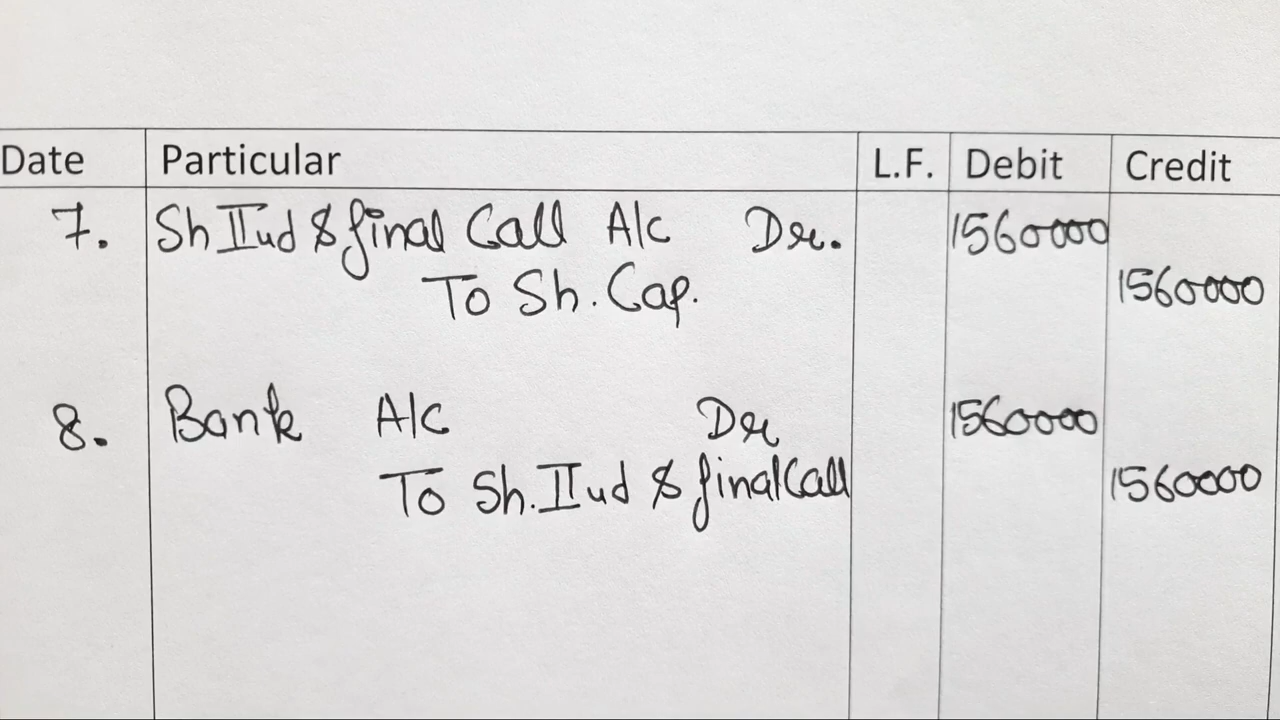 Date Particular L.F. Debit Credit
7. Sh IInd & final Call A/c Dr. 1560000
To Sh. Cap. 1560000
8. Bank A/c Dr 1560000
To Sh. IInd & final Call 1560000